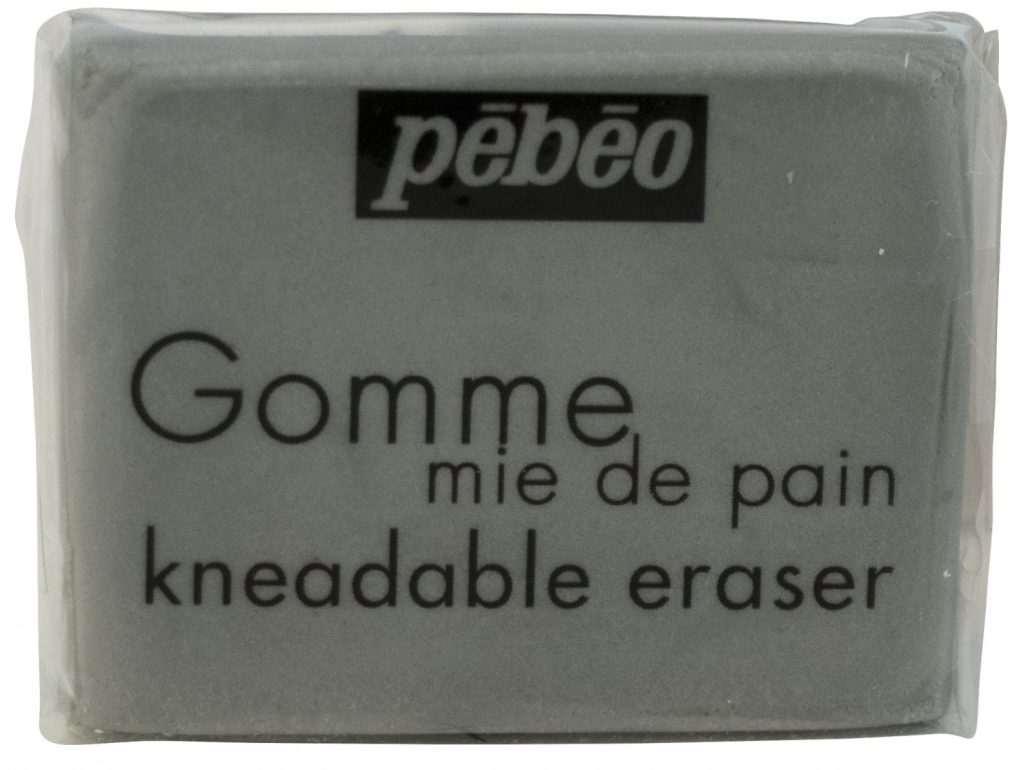 pēbēo
Gomme
mie de pain
kneadable eraser